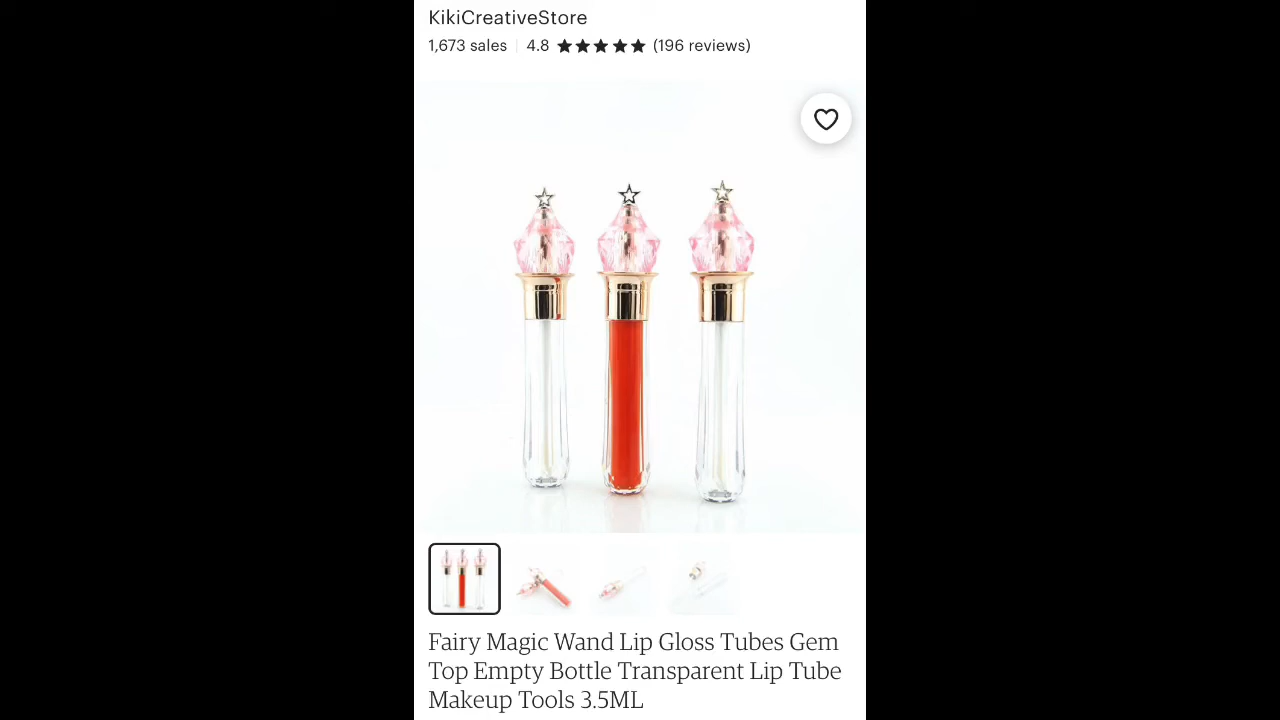 KikiCreativeStore
1,673 sales 4.8 ★★★★★ (196 reviews)
Fairy Magic Wand Lip Gloss Tubes Gem
Top Empty Bottle Transparent Lip Tube
Makeup Tools 3.5ML